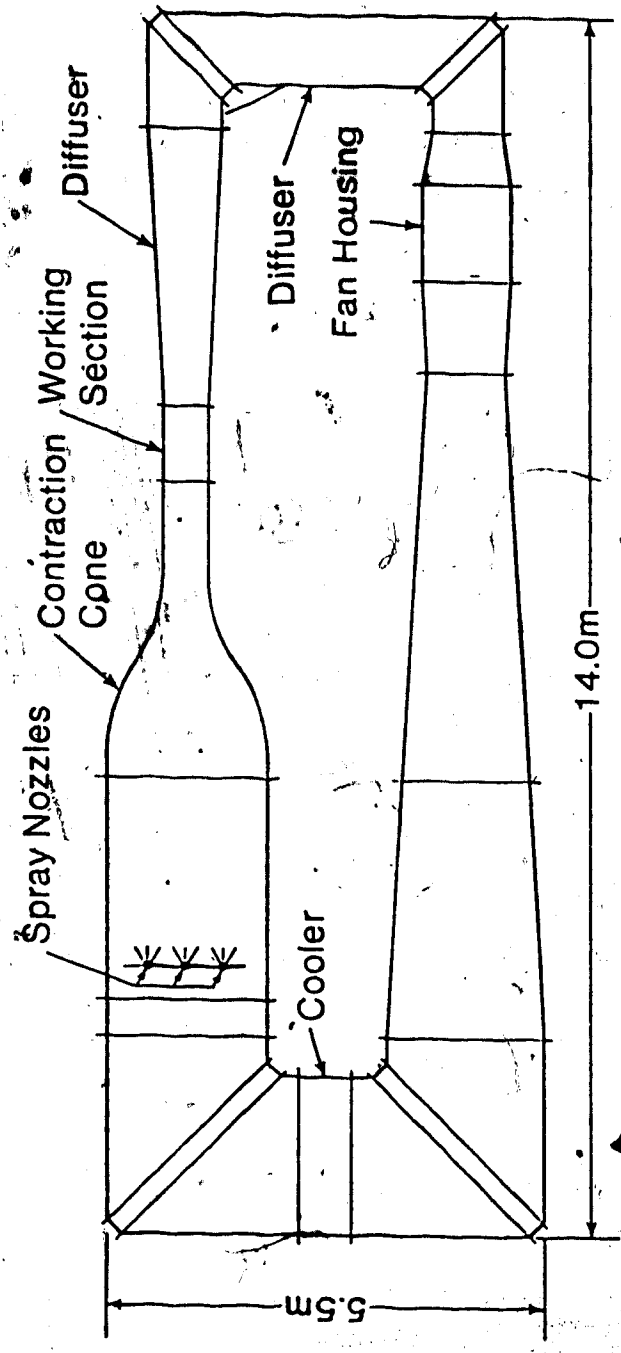 Spray Nozzles
Contraction
Cone
Working
Section
Diffuser
Cooler
Diffuser
Fan Housing
5.5m
14.0m